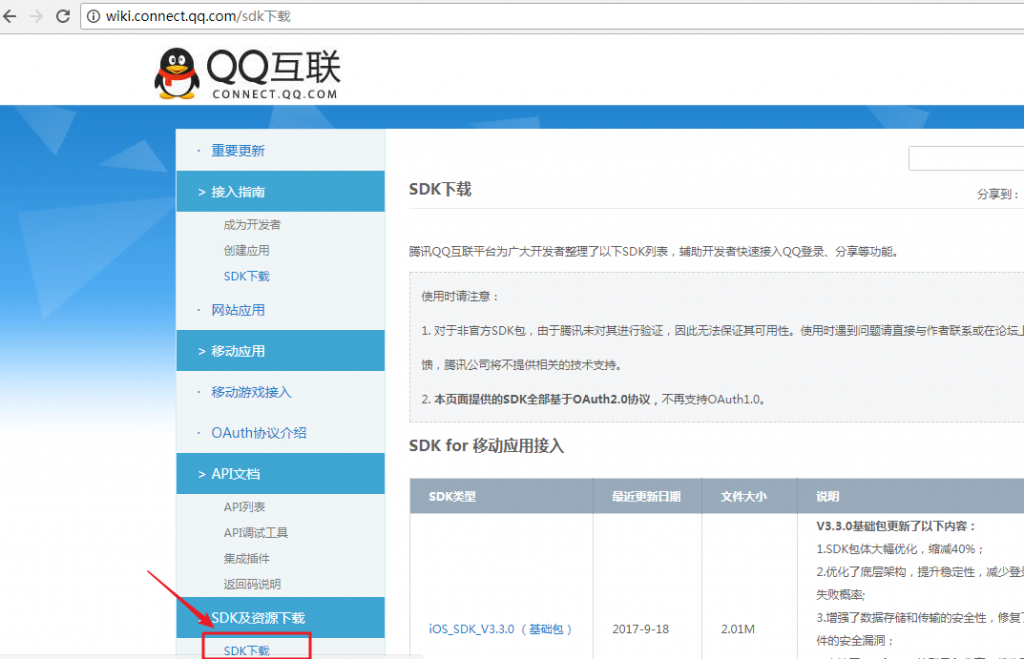 wiki.connect.qq.com/sdk下载
QQ互联
CONNECT.QQ.COM
· 重要更新
> 接入指南
成为开发者
创建应用
SDK下载
· 网站应用
> 移动应用
· 移动游戏接入
· OAuth协议介绍
> API文档
API列表
API调试工具
集成插件
返回码说明
SDK及资源下载
SDK下载
SDK下载
分享到：
腾讯QQ互联平台为广大开发者整理了以下SDK列表，辅助开发者快速接入QQ登录、分享等功能。
使用时请注意：
1. 对于非官方SDK包，由于腾讯未对其进行验证，因此无法保证其可用性。使用时遇到问题请直接与作者联系或在论坛上
馈，腾讯公司将不提供相关的技术支持。
2. 本页面提供的SDK全部基于OAuth2.0协议，不再支持OAuth1.0。
SDK for 移动应用接入
SDK类型 最近更新日期 文件大小 说明
V3.3.0基础包更新了以下内容：
1.SDK包体大幅优化，缩减40%；
2.优化了底层架构，提升稳定性，减少登录
失败概率;
3.增强了数据存储和传输的安全性，修复了
iOS_SDK_V3.3.0（基础包） 2017-9-18 2.01M
件的安全漏洞；